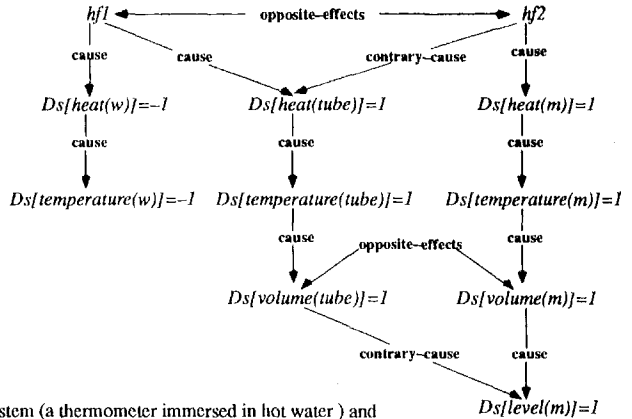 hf1 opposite-effects hf2
cause cause contrary-cause cause
Ds[heat(w)]=-1 Ds[heat(tube)]=1 Ds[heat(m)]=1
cause cause cause
Ds[temperature(w)]=-1 Ds[temperature(tube)]=1 Ds[temperature(m)]=1
cause opposite-effects cause
Ds[volume(tube)]=1 Ds[volume(m)]=1
contrary-cause cause
stem (a thermometer immersed in hot water ) and Ds[level(m)]=1